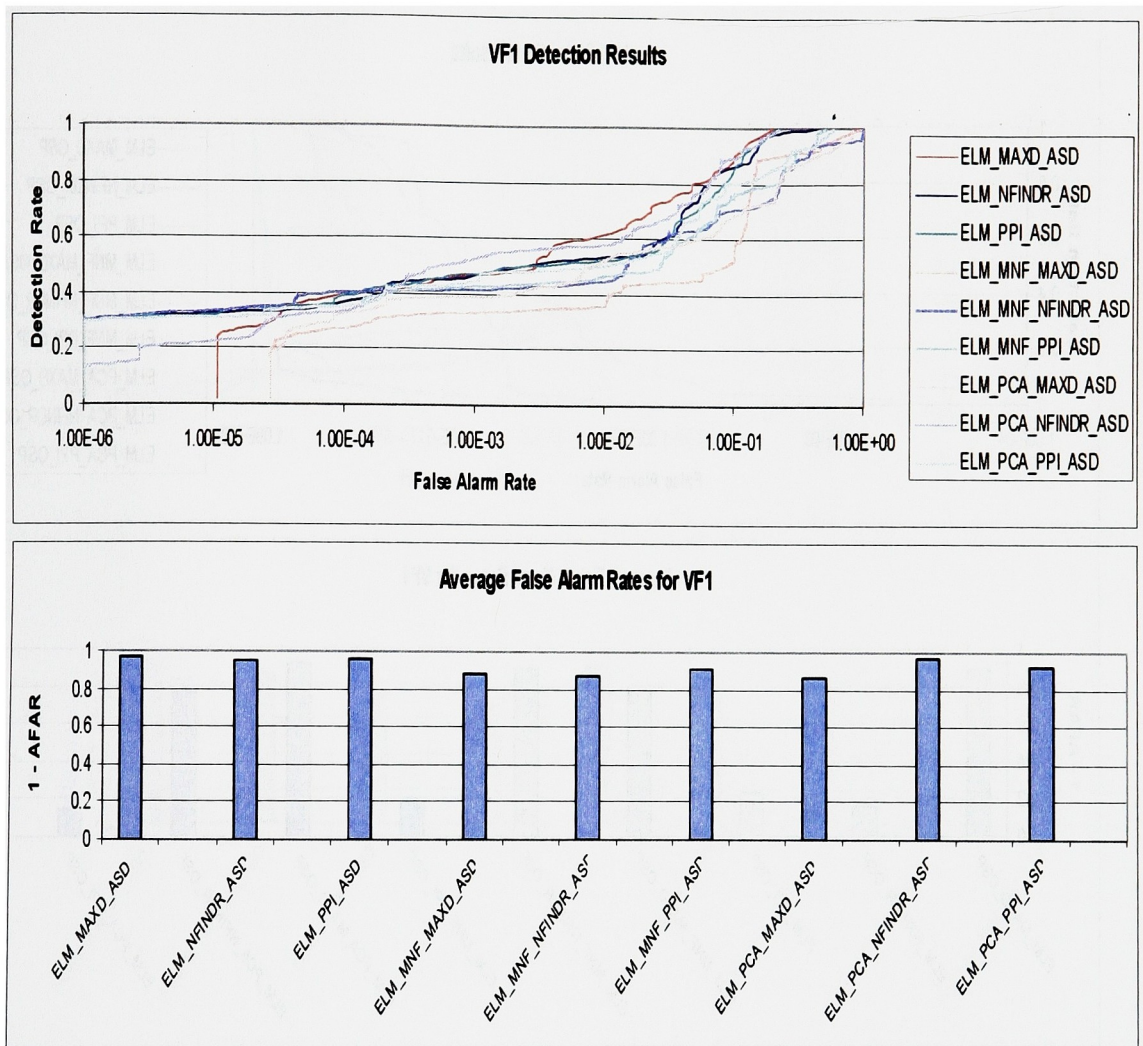 VF1 Detection Results
1
0.8
0.6
0.4
0.2
0
Detection Rate
1.00E-06 1.00E-05 1.00E-04 1.00E-03 1.00E-02 1.00E-01 1.00E+00
False Alarm Rate
ELM_MAXD_ASD
ELM_NFINDR_ASD
ELM_PPI_ASD
ELM_MNF_MAXD_ASD
ELM_MNF_NFINDR_ASD
ELM_MNF_PPI_ASD
ELM_PCA_MAXD_ASD
ELM_PCA_NFINDR_ASD
ELM_PCA_PPI_ASD
Average False Alarm Rates for VF1
1
0.8
0.6
0.4
0.2
0
1 - AFAR
ELM_MAXD_ASD
ELM_NFINDR_ASD
ELM_PPI_ASD
ELM_MNF_MAXD_ASD
ELM_MNF_NFINDR_ASD
ELM_MNF_PPI_ASD
ELM_PCA_MAXD_ASD
ELM_PCA_NFINDR_ASD
ELM_PCA_PPI_ASD